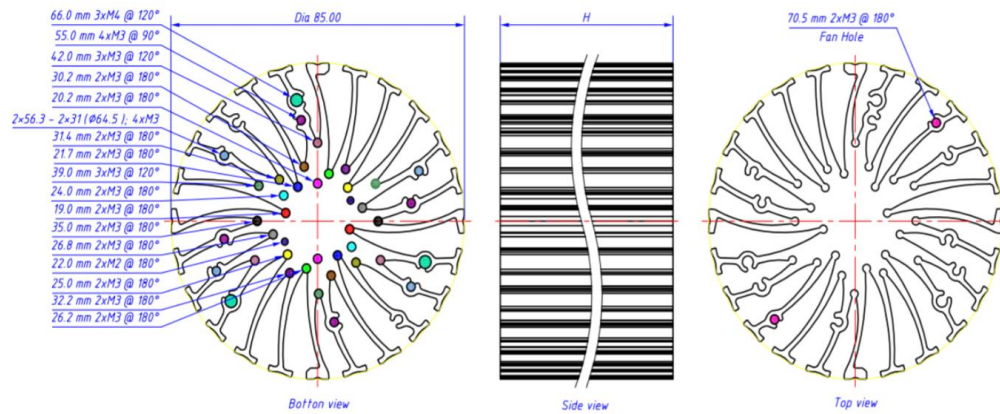 66.0 mm 3xM4 @ 120°
55.0 mm 4xM3 @ 90°
42.0 mm 3xM3 @ 120°
30.2 mm 2xM3 @ 180°
20.2 mm 2xM3 @ 180°
2×56.3 - 2×31 (Φ64.5); 4xM3
31.4 mm 2xM3 @ 180°
21.7 mm 2xM3 @ 180°
39.0 mm 3xM3 @ 120°
24.0 mm 2xM3 @ 180°
19.0 mm 2xM3 @ 180°
35.0 mm 2xM3 @ 180°
26.8 mm 2xM3 @ 180°
22.0 mm 2xM2 @ 180°
25.0 mm 2xM3 @ 180°
32.2 mm 2xM3 @ 180°
26.2 mm 2xM3 @ 180°
Dia 85.00
Botton view
H
Side view
70.5 mm 2xM3 @ 180°
Fan Hole
Top view